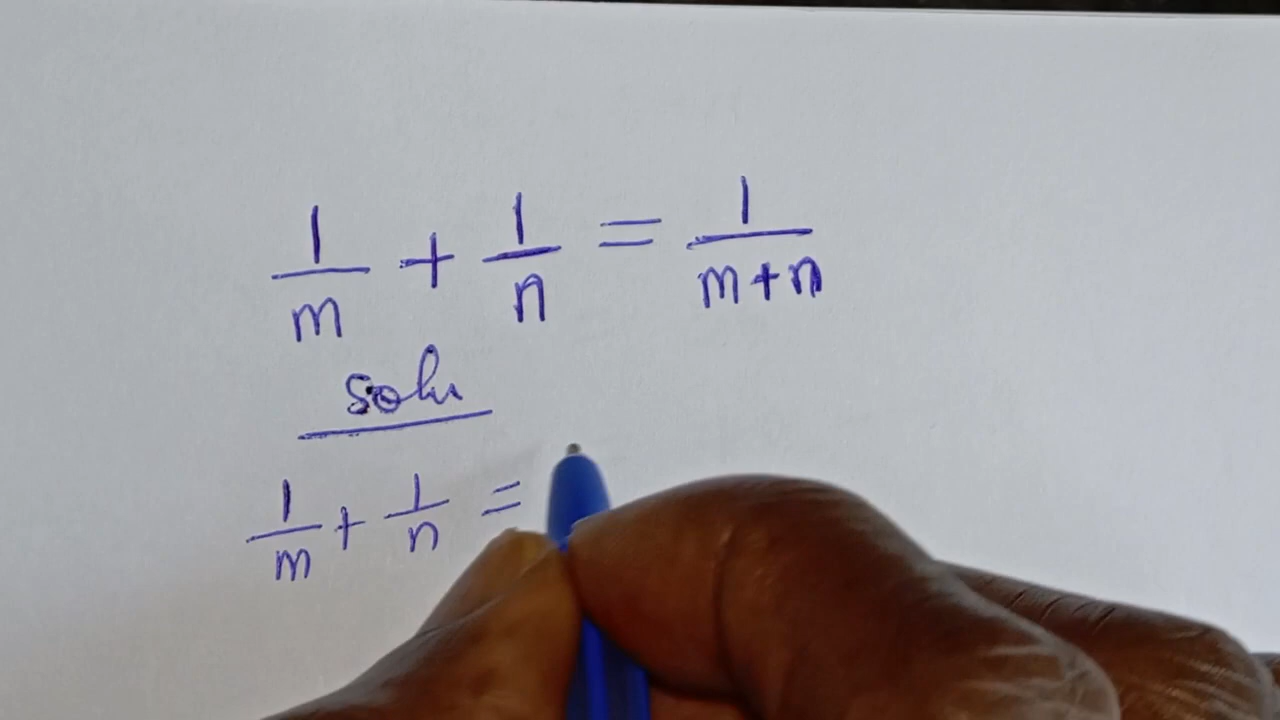 1/m + 1/n = 1/(m+n)
soln
1/m + 1/n =